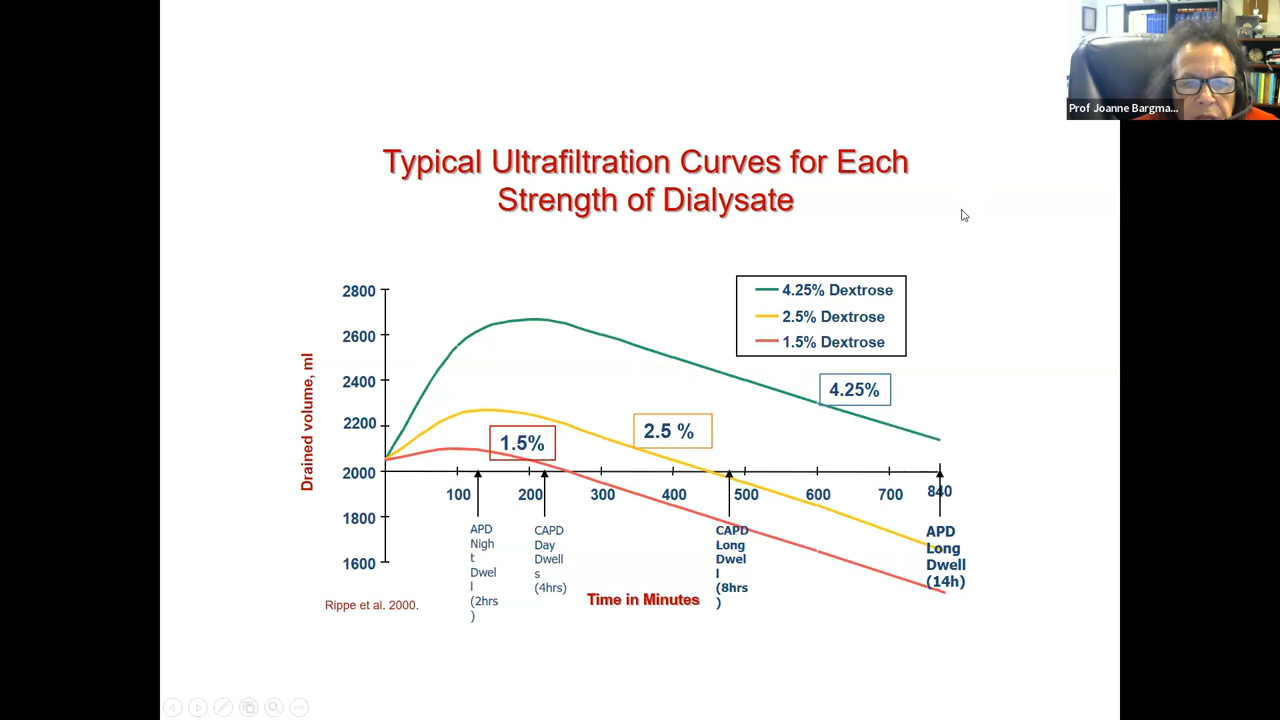 Prof Joanne Bargma...
Typical Ultrafiltration Curves for Each
Strength of Dialysate
4.25% Dextrose
2.5% Dextrose
1.5% Dextrose
2800
2600
2400
2200
2000
1800
1600
Drained volume, ml
4.25%
2.5 %
1.5%
100
200
300
400
500
600
700
840
APD
Nigh
t
Dwel
l
(2hrs
)
CAPD
Day
Dwell
s
(4hrs)
CAPD
Long
Dwel
l
(8hrs
)
APD
Long
Dwell
(14h)
Time in Minutes
Rippe et al. 2000.